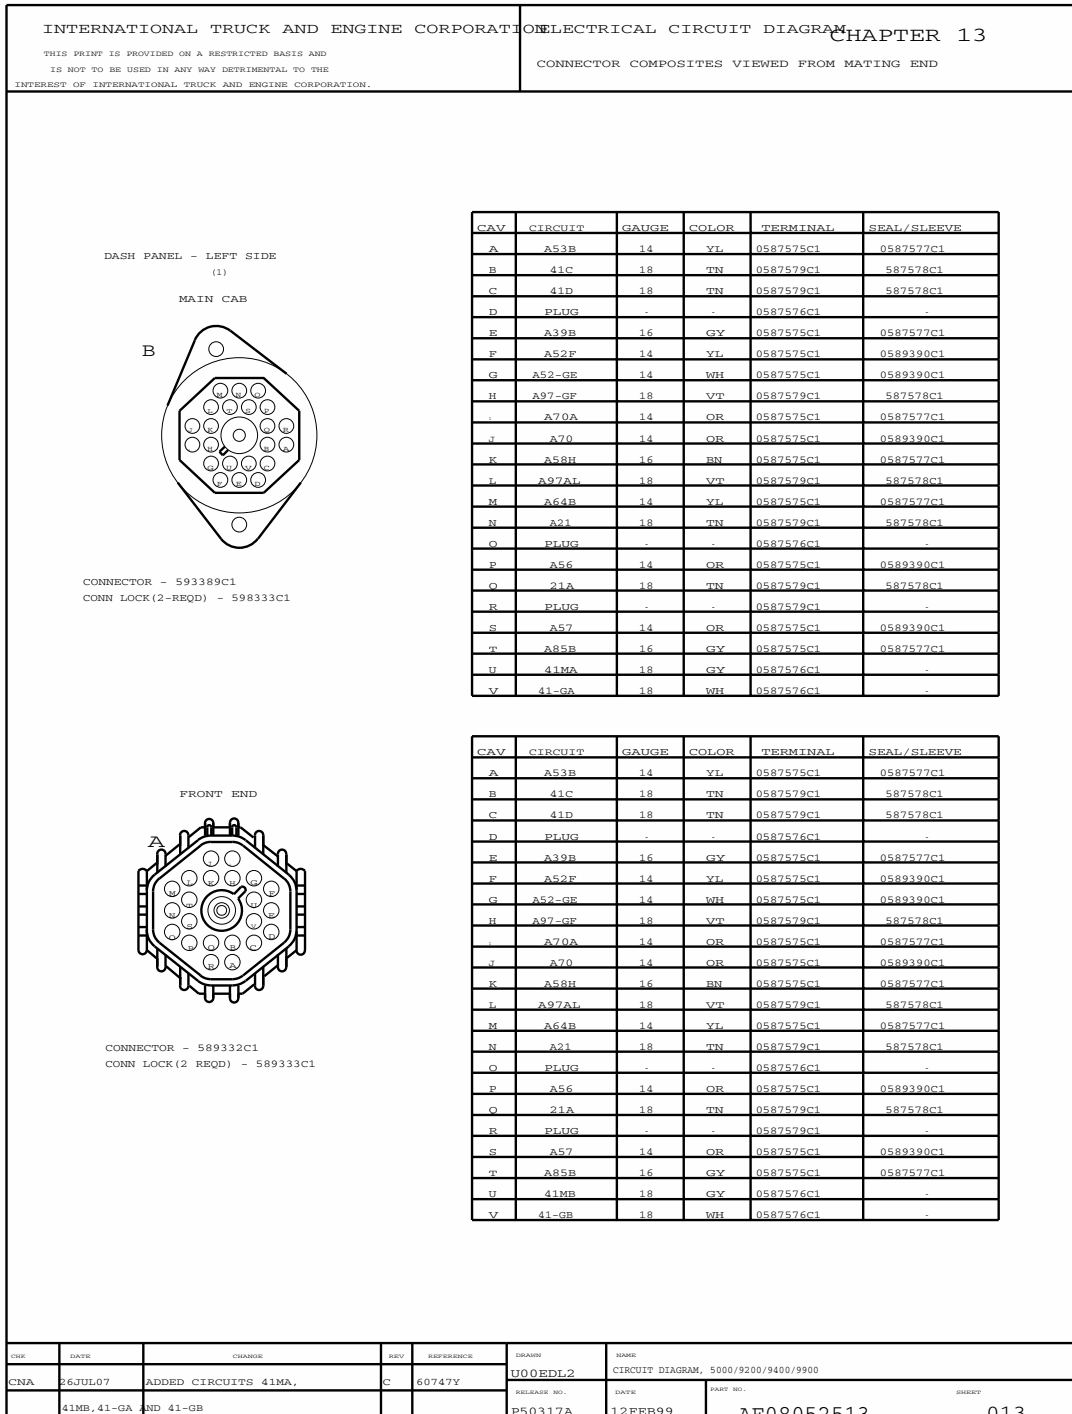 INTERNATIONAL TRUCK AND ENGINE CORPORATION
THIS PRINT IS PROVIDED ON A RESTRICTED BASIS AND
IS NOT TO BE USED IN ANY WAY DETRIMENTAL TO THE
INTEREST OF INTERNATIONAL TRUCK AND ENGINE CORPORATION.
ELECTRICAL CIRCUIT DIAGRAM
CHAPTER 13
CONNECTOR COMPOSITES VIEWED FROM MATING END
DASH PANEL - LEFT SIDE
(1)
MAIN CAB
B
M N O
L T S P
J K Q R
H B A
G U V C
F E D
CONNECTOR - 593389C1
CONN LOCK(2-REQD) - 598333C1
CAV CIRCUIT GAUGE COLOR TERMINAL SEAL/SLEEVE
A A53B 14 YL 0587575C1 0587577C1
B 41C 18 TN 0587579C1 587578C1
C 41D 18 TN 0587579C1 587578C1
D PLUG - - 0587576C1 -
E A39B 16 GY 0587575C1 0587577C1
F A52F 14 YL 0587575C1 0589390C1
G A52-GE 14 WH 0587575C1 0589390C1
H A97-GF 18 VT 0587579C1 587578C1
A70A 14 OR 0587575C1 0587577C1
J A70 14 OR 0587575C1 0589390C1
K A58H 16 BN 0587575C1 0587577C1
L A97AL 18 VT 0587579C1 587578C1
M A64B 14 YL 0587575C1 0587577C1
N A21 18 TN 0587579C1 587578C1
O PLUG - - 0587576C1 -
P A56 14 OR 0587575C1 0589390C1
Q 21A 18 TN 0587579C1 587578C1
R PLUG - - 0587579C1 -
S A57 14 OR 0587575C1 0589390C1
T A85B 16 GY 0587575C1 0587577C1
U 41MA 18 GY 0587576C1 -
V 41-GA 18 WH 0587576C1 -
FRONT END
A
J
L K H G
M T U F
N S V E
O P Q B C D
R A
CONNECTOR - 589332C1
CONN LOCK(2 REQD) - 589333C1
CAV CIRCUIT GAUGE COLOR TERMINAL SEAL/SLEEVE
A A53B 14 YL 0587575C1 0587577C1
B 41C 18 TN 0587579C1 587578C1
C 41D 18 TN 0587579C1 587578C1
D PLUG - - 0587576C1 -
E A39B 16 GY 0587575C1 0587577C1
F A52F 14 YL 0587575C1 0589390C1
G A52-GE 14 WH 0587575C1 0589390C1
H A97-GF 18 VT 0587579C1 587578C1
A70A 14 OR 0587575C1 0587577C1
J A70 14 OR 0587575C1 0589390C1
K A58H 16 BN 0587575C1 0587577C1
L A97AL 18 VT 0587579C1 587578C1
M A64B 14 YL 0587575C1 0587577C1
N A21 18 TN 0587579C1 587578C1
O PLUG - - 0587576C1 -
P A56 14 OR 0587575C1 0589390C1
Q 21A 18 TN 0587579C1 587578C1
R PLUG - - 0587579C1 -
S A57 14 OR 0587575C1 0589390C1
T A85B 16 GY 0587575C1 0587577C1
U 41MB 18 GY 0587576C1 -
V 41-GB 18 WH 0587576C1 -
CHK DATE CHANGE REV REFERENCE
CNA 26JUL07 ADDED CIRCUITS 41MA, C 60747Y
41MB,41-GA AND 41-GB
DRAWN
U00EDL2
NAME
CIRCUIT DIAGRAM, 5000/9200/9400/9900
RELEASE NO. DATE PART NO. SHEET
P50317A 12FEB99 AE08052513 013